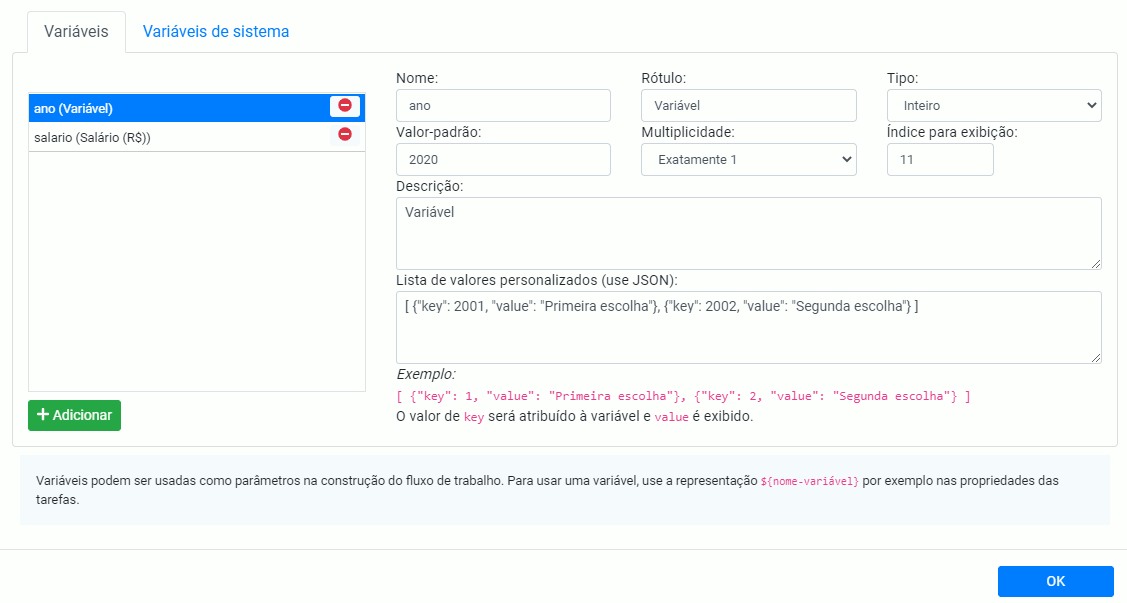 Variáveis
Variáveis de sistema
ano (Variável)
salario (Salário (R$))
Adicionar
Nome:
Rótulo:
Tipo:
ano
Variável
Inteiro
Valor-padrão:
Multiplicidade:
Índice para exibição:
2020
Exatamente 1
11
Descrição:
Variável
Lista de valores personalizados (use JSON):
[ {"key": 2001, "value": "Primeira escolha"}, {"key": 2002, "value": "Segunda escolha"} ]
Exemplo:
[ {"key": 1, "value": "Primeira escolha"}, {"key": 2, "value": "Segunda escolha"} ]
O valor de key será atribuído à variável e value é exibido.
Variáveis podem ser usadas como parâmetros na construção do fluxo de trabalho. Para usar uma variável, use a representação ${nome-variável} por exemplo nas propriedades das
tarefas.
OK